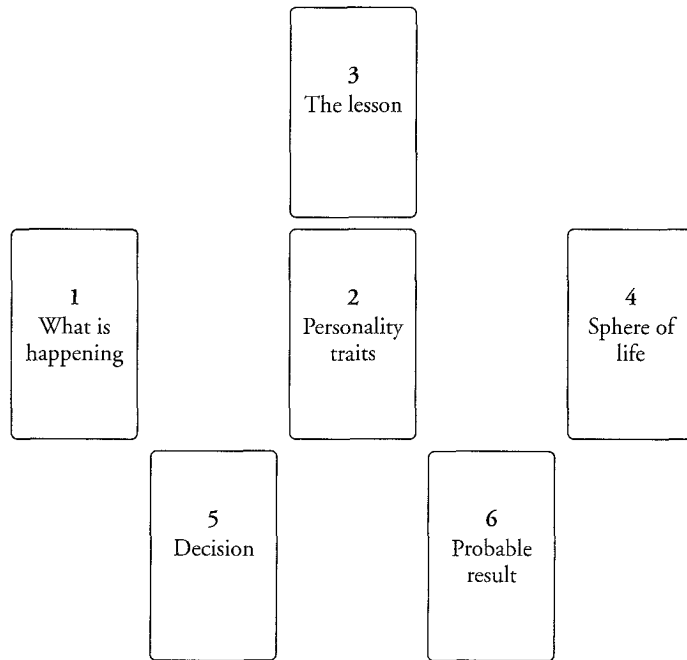 3
The lesson
1
What is
happening
2
Personality
traits
4
Sphere of
life
5
Decision
6
Probable
result